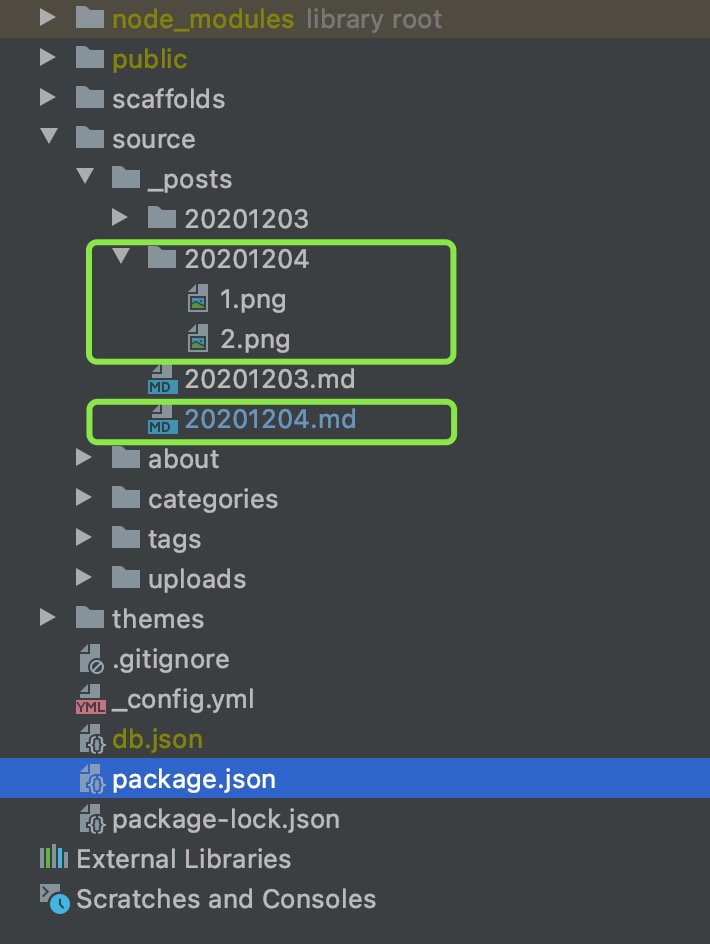 node_modules library root
public
scaffolds
source
_posts
20201203
20201204
1.png
2.png
MD 20201203.md
MD 20201204.md
about
categories
tags
uploads
themes
.gitignore
YML _config.yml
db.json
package.json
package-lock.json
External Libraries
Scratches and Consoles